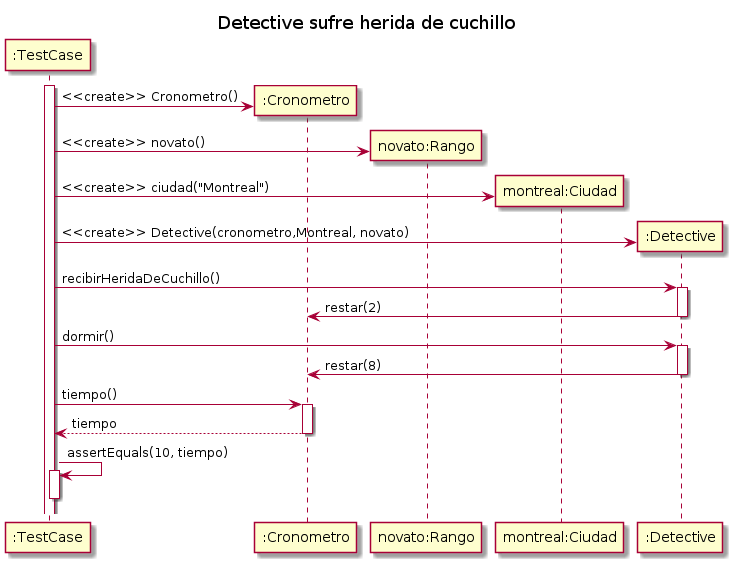 Detective sufre herida de cuchillo
:TestCase
<<create>> Cronometro()
:Cronometro
<<create>> novato()
novato:Rango
<<create>> ciudad("Montreal")
montreal:Ciudad
<<create>> Detective(cronometro,Montreal, novato)
:Detective
recibirHeridaDeCuchillo()
restar(2)
dormir()
restar(8)
tiempo()
tiempo
assertEquals(10, tiempo)
:TestCase
:Cronometro
novato:Rango
montreal:Ciudad
:Detective